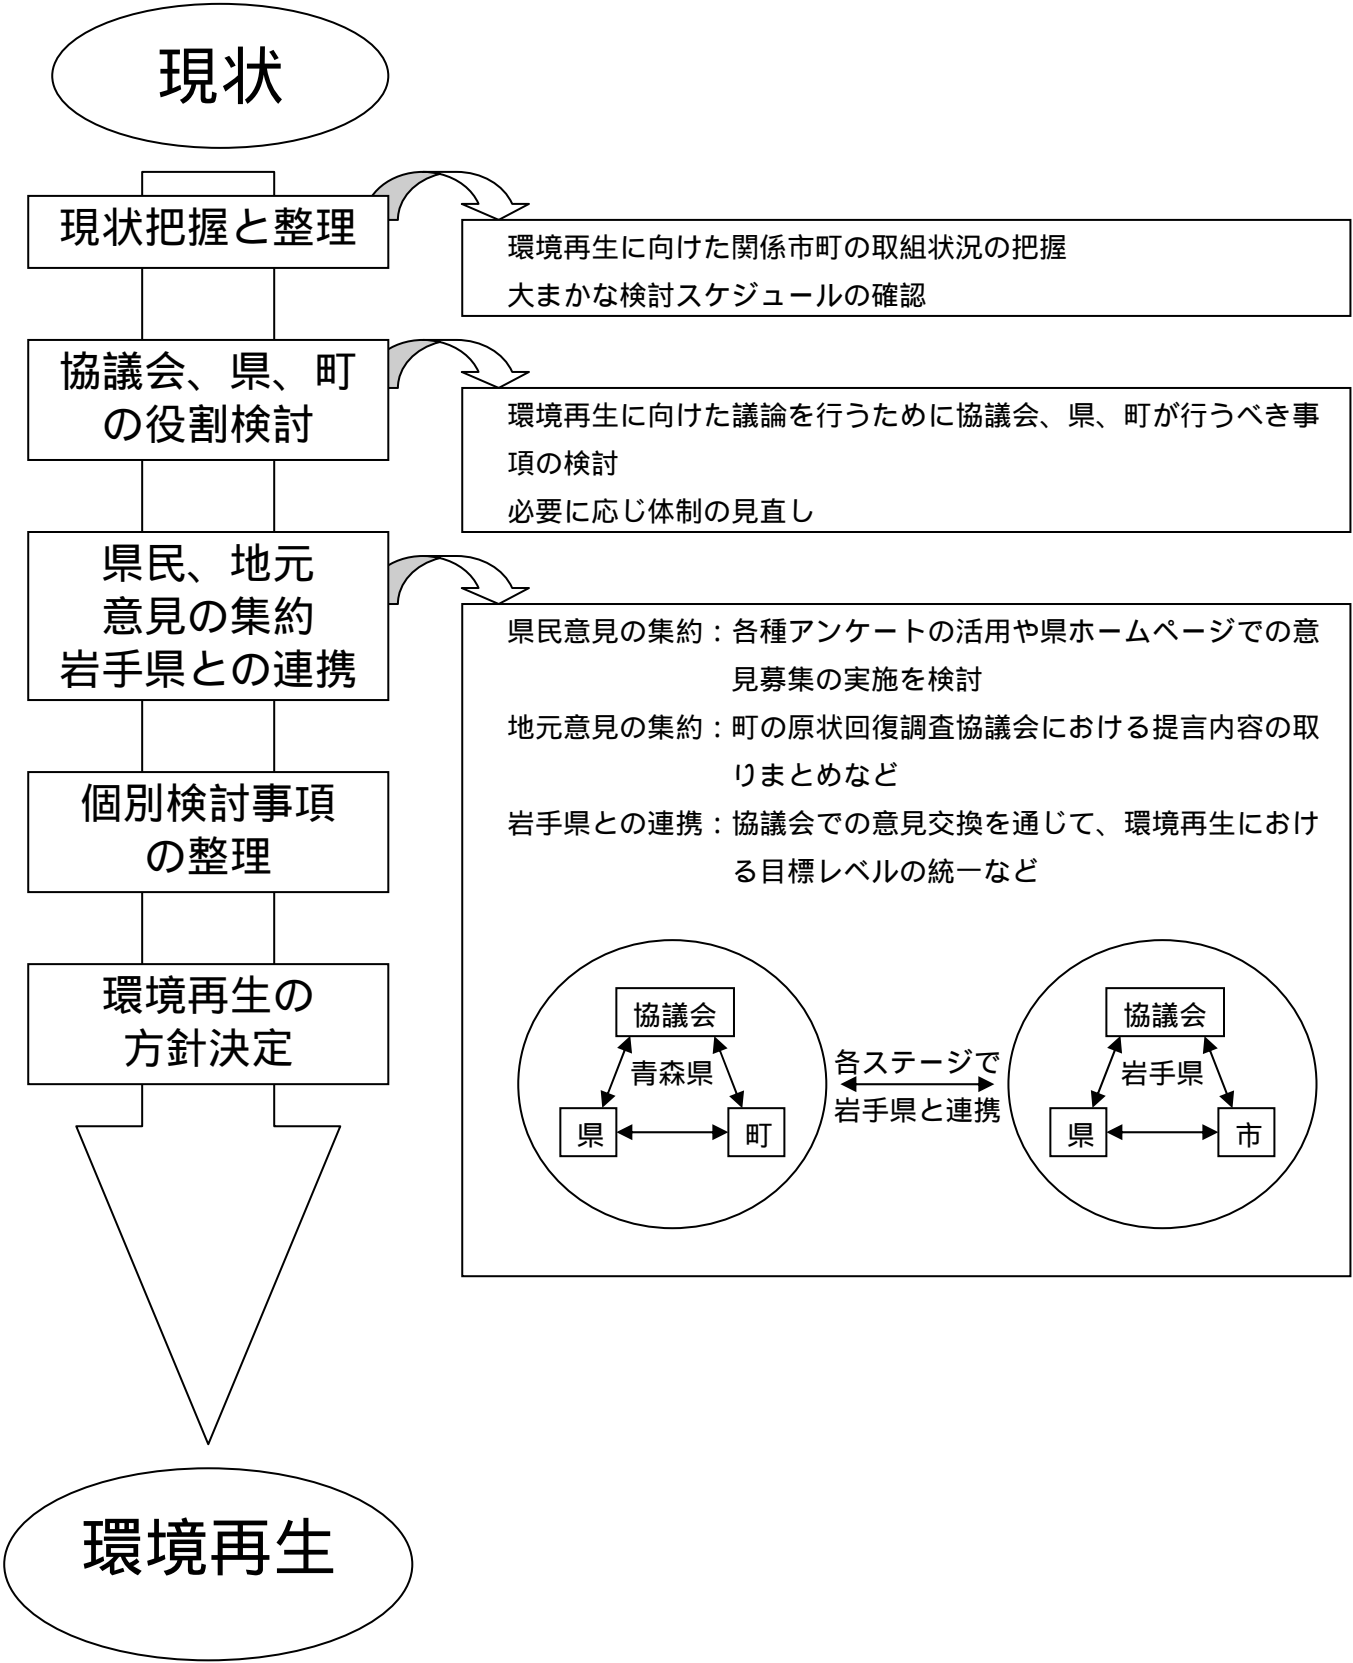 現状
現状把握と整理
環境再生に向けた関係市町の取組状況の把握
大まかな検討スケジュールの確認
協議会、県、町
の役割検討
環境再生に向けた議論を行うために協議会、県、町が行うべき事
項の検討
必要に応じ体制の見直し
県民、地元
意見の集約
岩手県との連携
県民意見の集約：各種アンケートの活用や県ホームページでの意
見募集の実施を検討
地元意見の集約：町の原状回復調査協議会における提言内容の取
りまとめなど
岩手県との連携：協議会での意見交換を通じて、環境再生におけ
る目標レベルの統一など
個別検討事項
の整理
環境再生の
方針決定
協議会
青森県
県
町
各ステージで
岩手県と連携
協議会
岩手県
県
市
環境再生